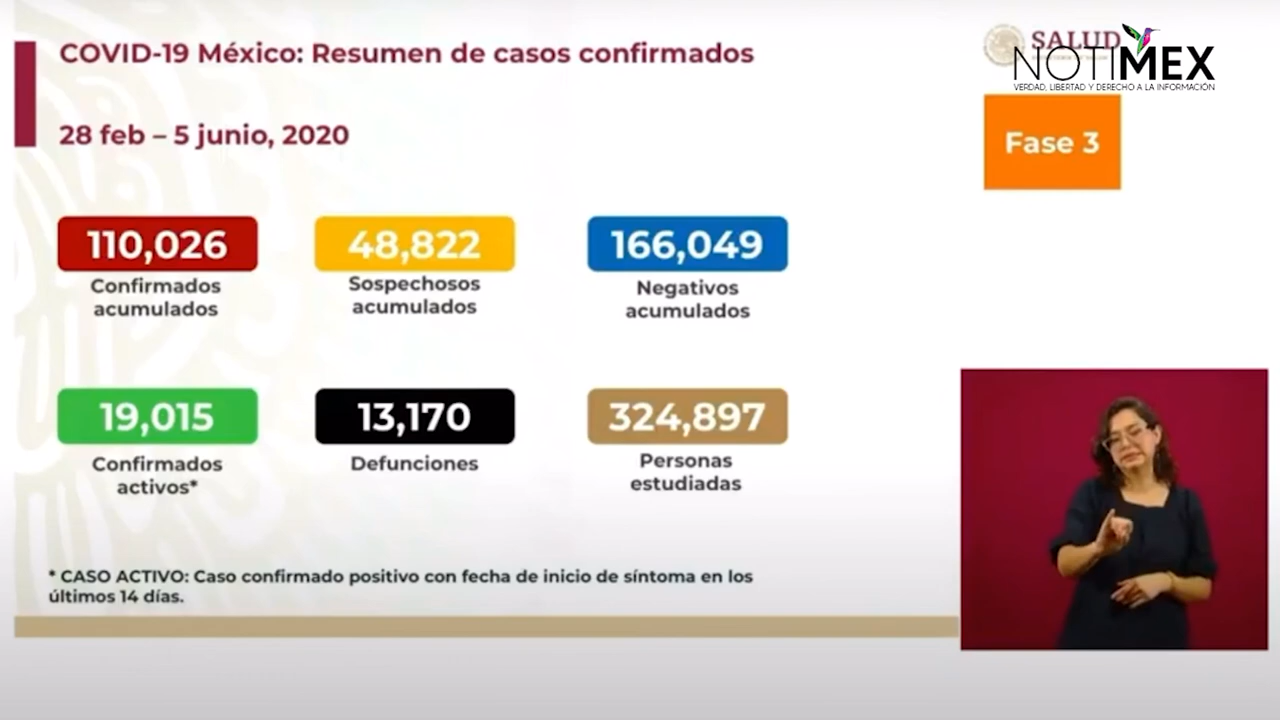 COVID-19 México: Resumen de casos confirmados
28 feb – 5 junio, 2020
SALUD
NOTIMEX
VERDAD, LIBERTAD Y DERECHO A LA INFORMACIÓN
Fase 3
110,026
Confirmados
acumulados
48,822
Sospechosos
acumulados
166,049
Negativos
acumulados
19,015
Confirmados
activos*
13,170
Defunciones
324,897
Personas
estudiadas
* CASO ACTIVO: Caso confirmado positivo con fecha de inicio de síntoma en los
últimos 14 días.